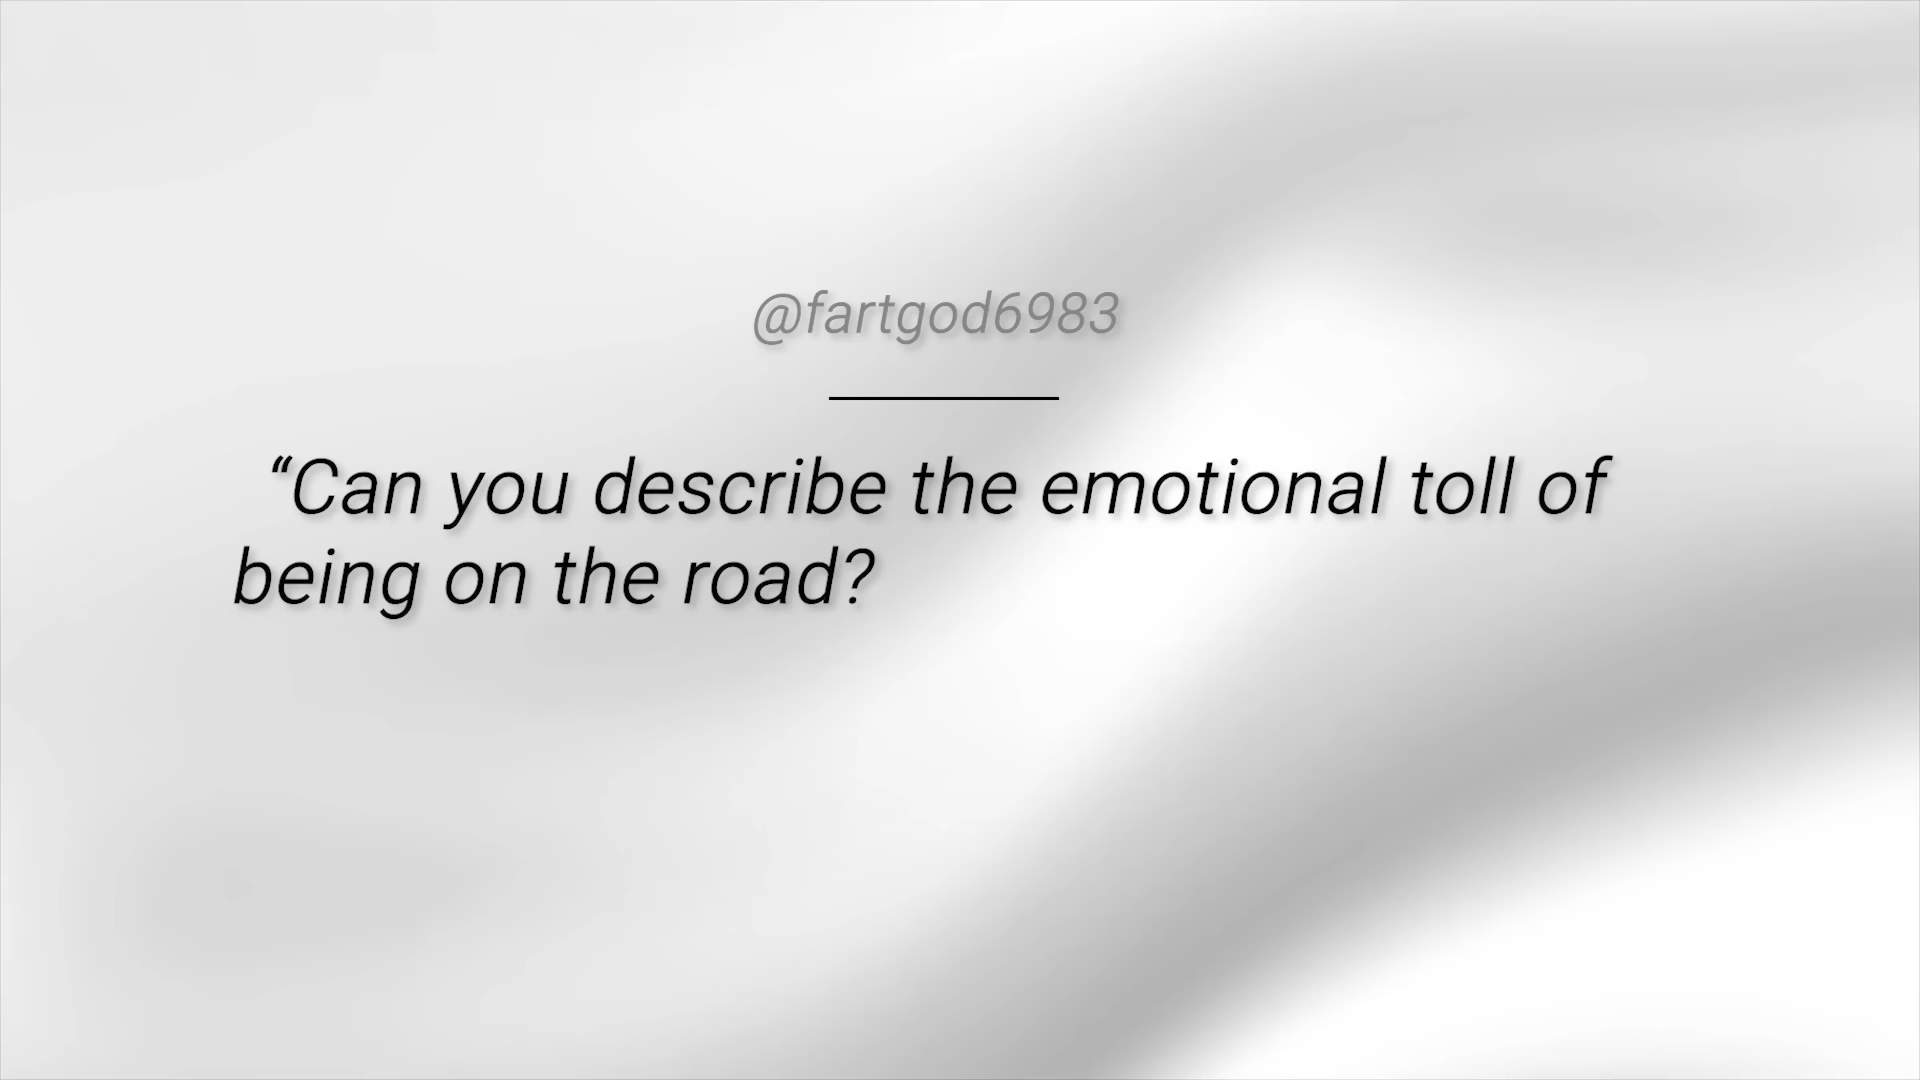 @fartgod6983
“Can you describe the emotional toll of
being on the road?